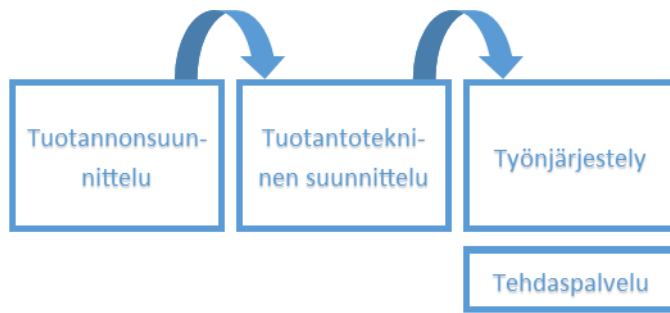 Tuotannonsuun-
nittelu
Tuotantotekni-
nen suunnittelu
Työnjärjestely
Tehdaspalvelu